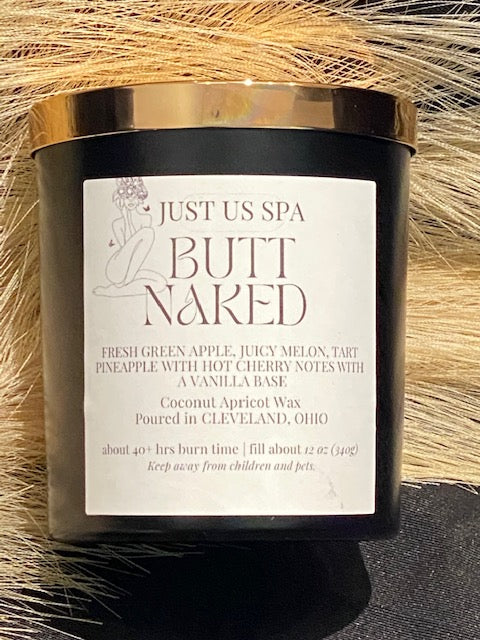 JUST US SPA
BUTT
NAKED
FRESH GREEN APPLE, JUICY MELON, TART
PINEAPPLE WITH HOT CHERRY NOTES WITH
A VANILLA BASE
Coconut Apricot Wax
Poured in CLEVELAND, OHIO
about 40+ hrs burn time | fill about 12 oz (340g)
Keep away from children and pets.